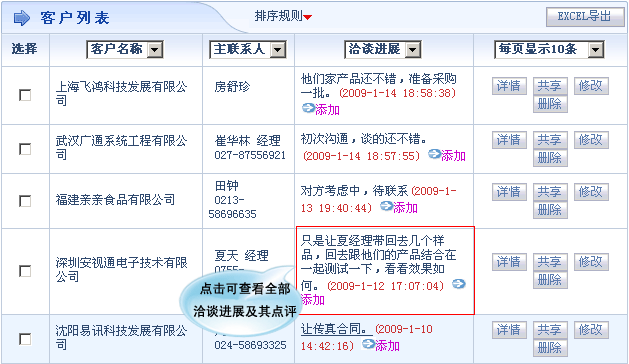 客户列表 排序规则 EXCEL导出
选择 客户名称 主联系人 洽谈进展 每页显示10条
上海飞鸿科技发展有限公
司
房舒珍
他们家产品还不错，准备采购
一批。(2009-1-14 18:58:38)
添加
详情 共享 修改
删除
武汉广通系统工程有限公
司
崔华林 经理
027-87556921
初次沟通，谈的还不错。
(2009-1-14 18:57:55) 添加
详情 共享 修改
删除
福建亲亲食品有限公司
田钟
0213-
58696635
对方考虑中，待联系(2009-1-
13 19:40:44) 添加
详情 共享 修改
删除
深圳安视通电子技术有限
公司
夏天 经理
0755-
只是让夏经理带回去几个样
品，回去跟他们的产品结合在
一起测试一下，看看效果如
何。(2009-1-12 17:07:04)
添加
详情 共享 修改
删除
点击可查看全部
洽谈进展及其点评
沈阳易讯科技发展有限公
司
024-58693325
让传真合同。(2009-1-10
14:42:16) 添加
详情 共享 修改
删除